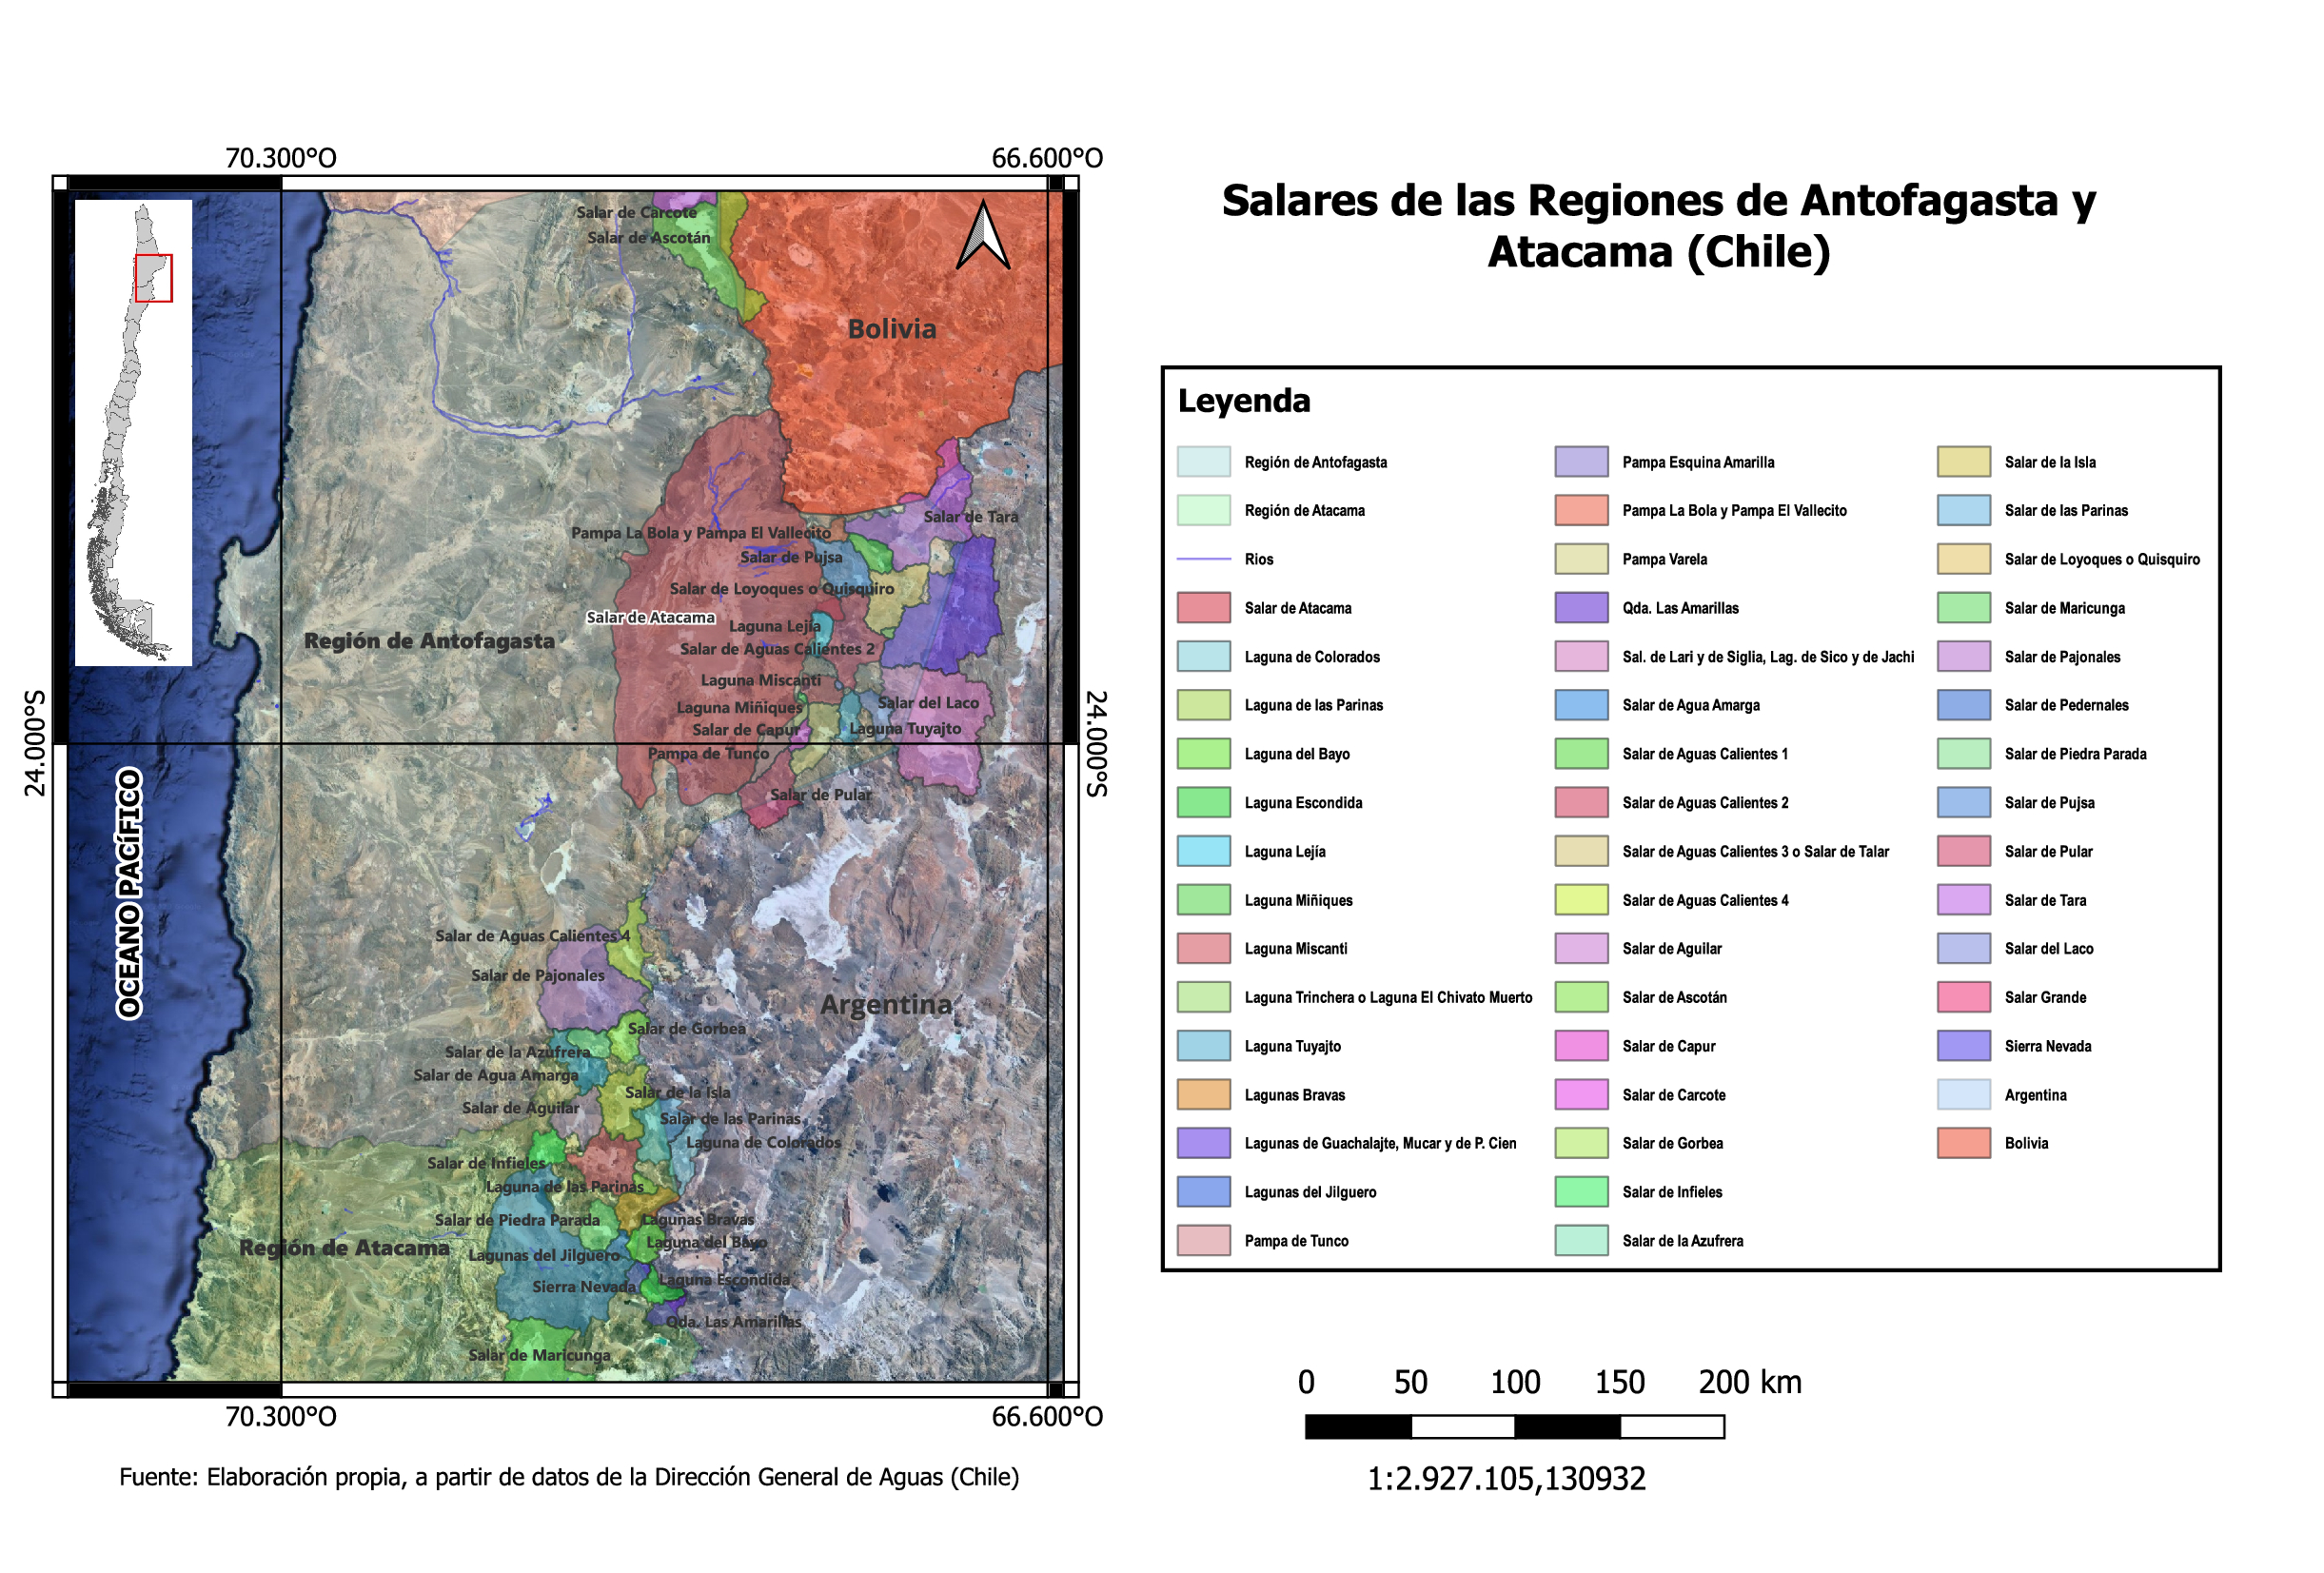 Salares de las Regiones de Antofagasta y
Atacama (Chile)
70.300°O
66.600°O
24.000°S
24.000°S
Salar de Carcote
Salar de Ascotán
Bolivia
Salar de Tara
Pampa La Bola y Pampa El Vallecito
Salar de Pujsa
Salar de Loyoques o Quisquiro
Salar de Atacama
Laguna Lejía
Región de Antofagasta
Salar de Aguas Calientes 2
Laguna Miscanti
Salar del Laco
Laguna Miñiques
Salar de Capur
Laguna Tuyajto
Pampa de Tunco
Salar de Pular
OCEANO PACÍFICO
Salar de Aguas Calientes 4
Salar de Pajonales
Argentina
Salar de Gorbea
Salar de la Azufrera
Salar de Agua Amarga
Salar de la Isla
Salar de Aguilar
Salar de las Parinas
Laguna de Colorados
Salar de Infieles
Laguna de las Parinas
Salar de Piedra Parada
Lagunas Bravas
Laguna del Bayo
Región de Atacama
Lagunas del Jilguero
Laguna Escondida
Sierra Nevada
Qda. Las Amarillas
Salar de Maricunga
70.300°O
66.600°O
Fuente: Elaboración propia, a partir de datos de la Dirección General de Aguas (Chile)
Leyenda
Región de Antofagasta
Región de Atacama
Rios
Salar de Atacama
Laguna de Colorados
Laguna de las Parinas
Laguna del Bayo
Laguna Escondida
Laguna Lejía
Laguna Miñiques
Laguna Miscanti
Laguna Trinchera o Laguna El Chivato Muerto
Laguna Tuyajto
Lagunas Bravas
Lagunas de Guachalajte, Mucar y de P. Cien
Lagunas del Jilguero
Pampa de Tunco
Pampa Esquina Amarilla
Pampa La Bola y Pampa El Vallecito
Pampa Varela
Qda. Las Amarillas
Sal. de Lari y de Siglia, Lag. de Sico y de Jachi
Salar de Agua Amarga
Salar de Aguas Calientes 1
Salar de Aguas Calientes 2
Salar de Aguas Calientes 3 o Salar de Talar
Salar de Aguas Calientes 4
Salar de Aguilar
Salar de Ascotán
Salar de Capur
Salar de Carcote
Salar de Gorbea
Salar de Infieles
Salar de la Azufrera
Salar de la Isla
Salar de las Parinas
Salar de Loyoques o Quisquiro
Salar de Maricunga
Salar de Pajonales
Salar de Pedernales
Salar de Piedra Parada
Salar de Pujsa
Salar de Pular
Salar de Tara
Salar del Laco
Salar Grande
Sierra Nevada
Argentina
Bolivia
0 50 100 150 200 km
1:2.927.105,130932